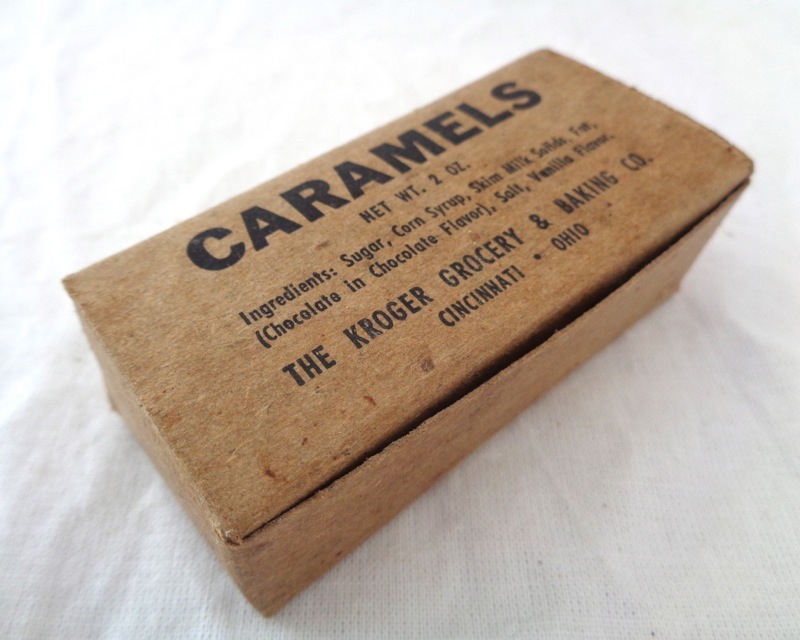 CARAMELS
NET WT. 2 OZ.
Ingredients: Sugar, Corn Syrup, Skim Milk Solids, Fat,
(Chocolate in Chocolate Flavor), Salt, Vanilla Flavor.
THE KROGER GROCERY & BAKING CO.
CINCINNATI • OHIO